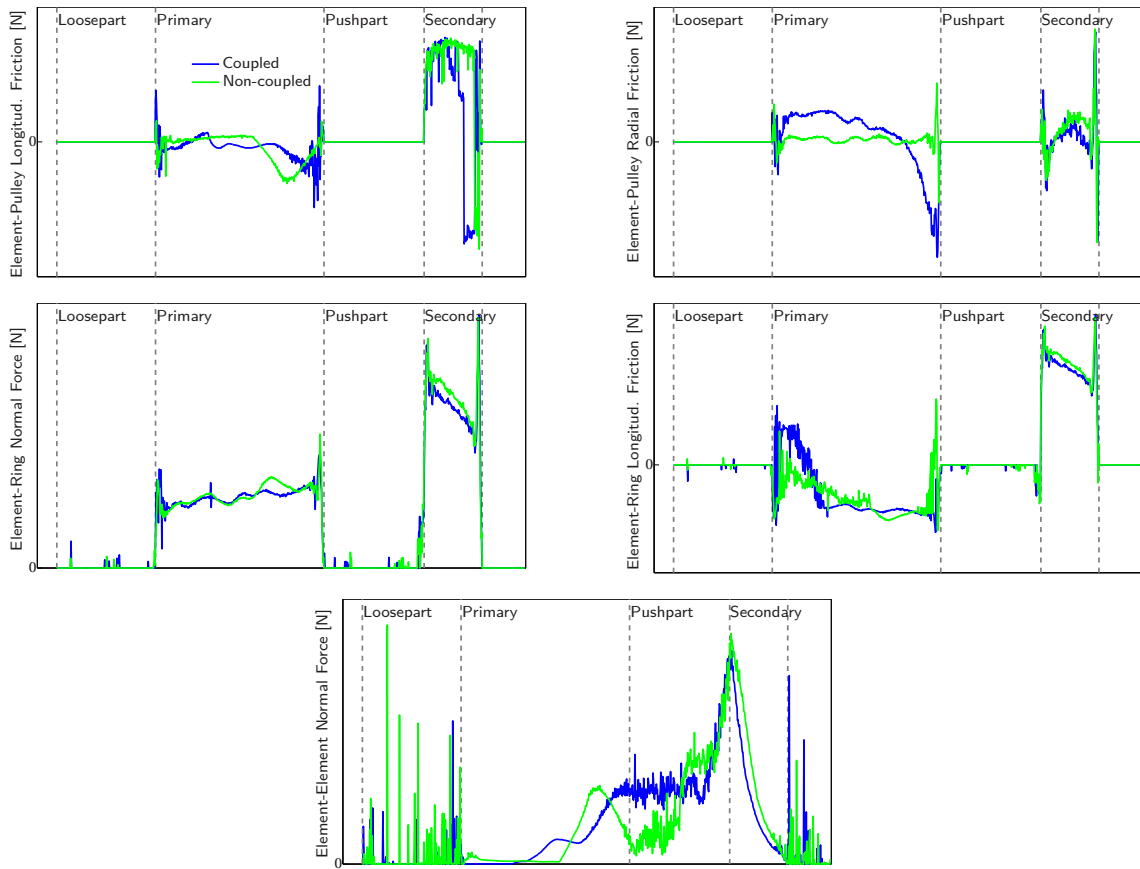 Element-Pulley Longitud. Friction [N]
Loosepart Primary Pushpart Secondary
Coupled
Non-coupled
0
Element-Pulley Radial Friction [N]
Loosepart Primary Pushpart Secondary
0
Element-Ring Normal Force [N]
Loosepart Primary Pushpart Secondary
0
Element-Ring Longitud. Friction [N]
Loosepart Primary Pushpart Secondary
0
Element-Element Normal Force [N]
Loosepart Primary Pushpart Secondary
0